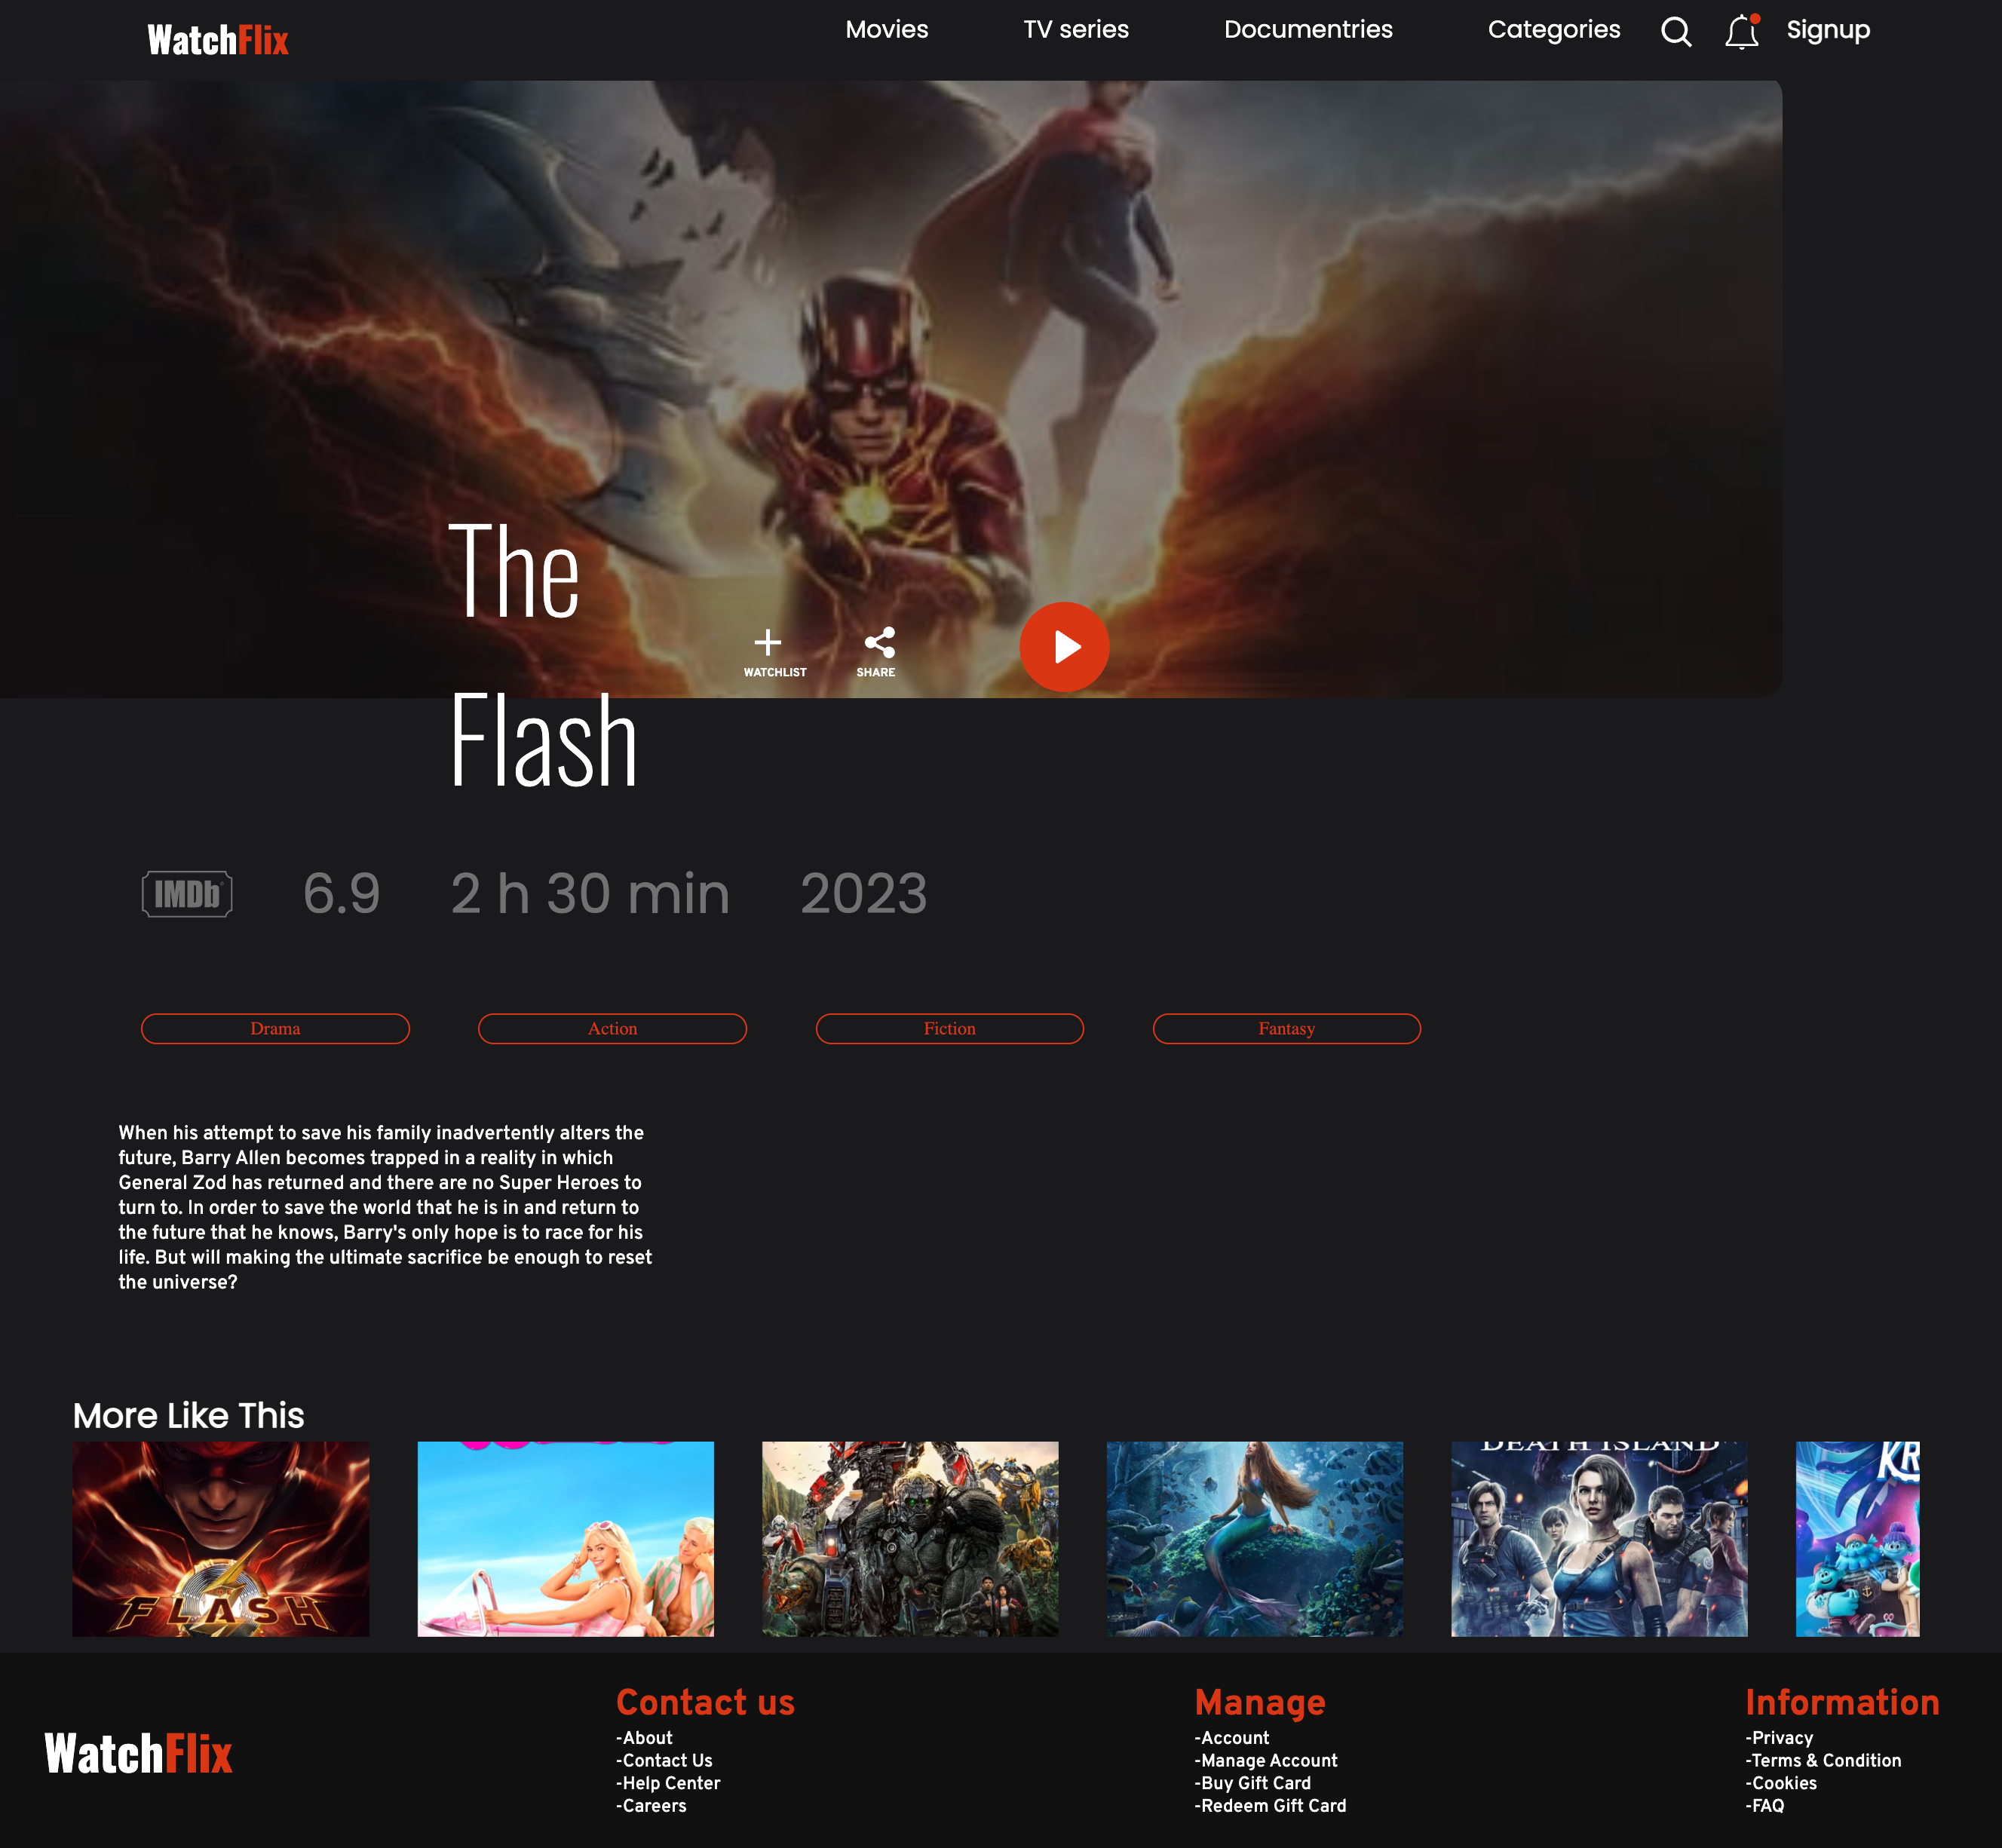 WatchFlix
Movies
TV series
Documentries
Categories
Signup
The
Flash
WATCHLIST
SHARE
IMDb
6.9
2 h 30 min
2023
Drama
Action
Fiction
Fantasy
When his attempt to save his family inadvertently alters the
future, Barry Allen becomes trapped in a reality in which
General Zod has returned and there are no Super Heroes to
turn to. In order to save the world that he is in and return to
the future that he knows, Barry's only hope is to race for his
life. But will making the ultimate sacrifice be enough to reset
the universe?
More Like This
FLASH
DEATH ISLAND
KR
WatchFlix
Contact us
-About
-Contact Us
-Help Center
-Careers
Manage
-Account
-Manage Account
-Buy Gift Card
-Redeem Gift Card
Information
-Privacy
-Terms & Condition
-Cookies
-FAQ